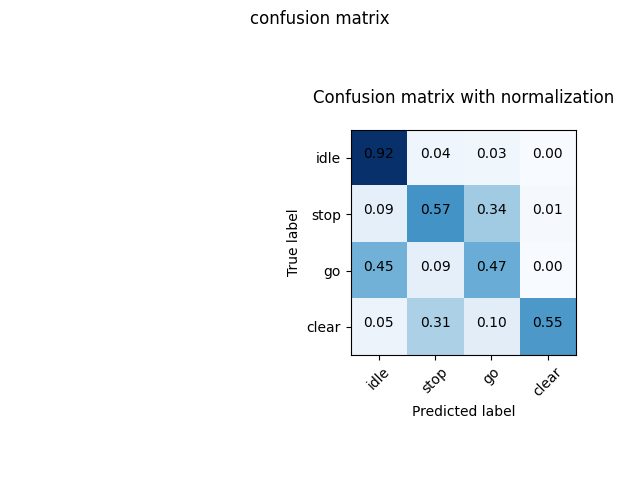 confusion matrix
Confusion matrix with normalization
True label
idle 0.92 0.04 0.03 0.00
stop 0.09 0.57 0.34 0.01
go 0.45 0.09 0.47 0.00
clear 0.05 0.31 0.10 0.55
idle stop go clear
Predicted label